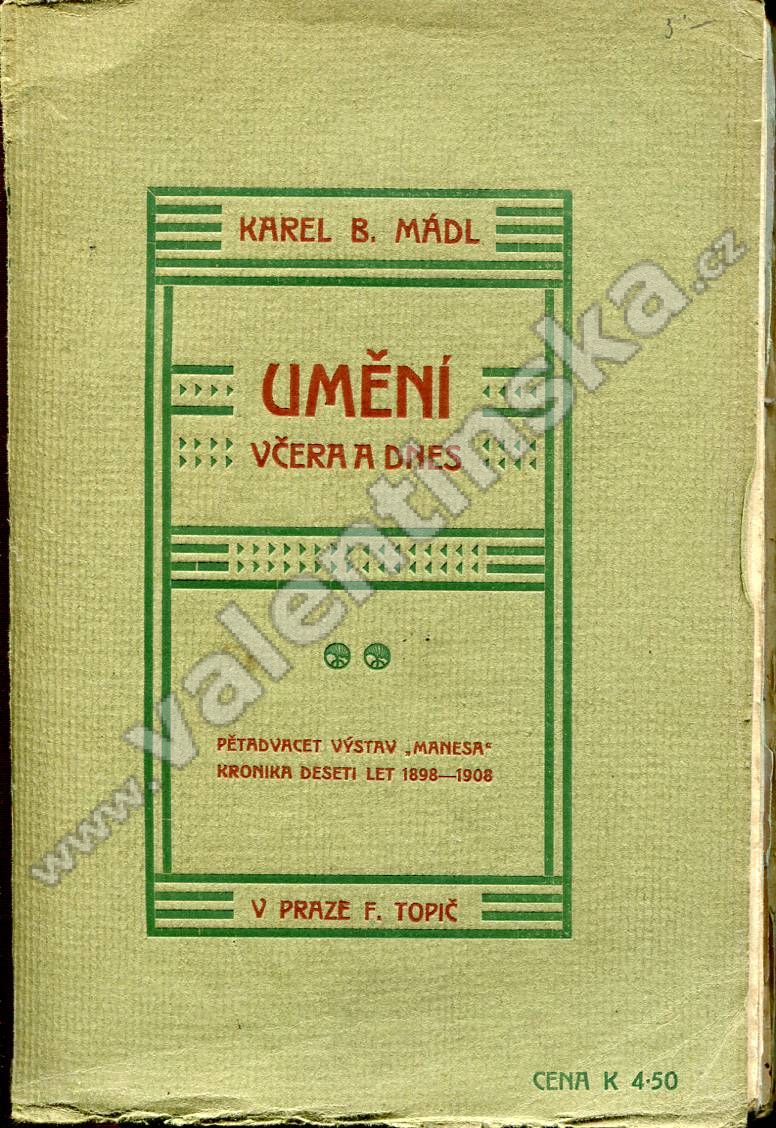 KAREL B. MÁDL
UMĚNÍ
VČERA A DNES
PĚTADVACET VÝSTAV „MANESA“
KRONIKA DESETI LET 1898—1908
V PRAZE F. TOPIČ
CENA K 4·50
www.valentinska.cz